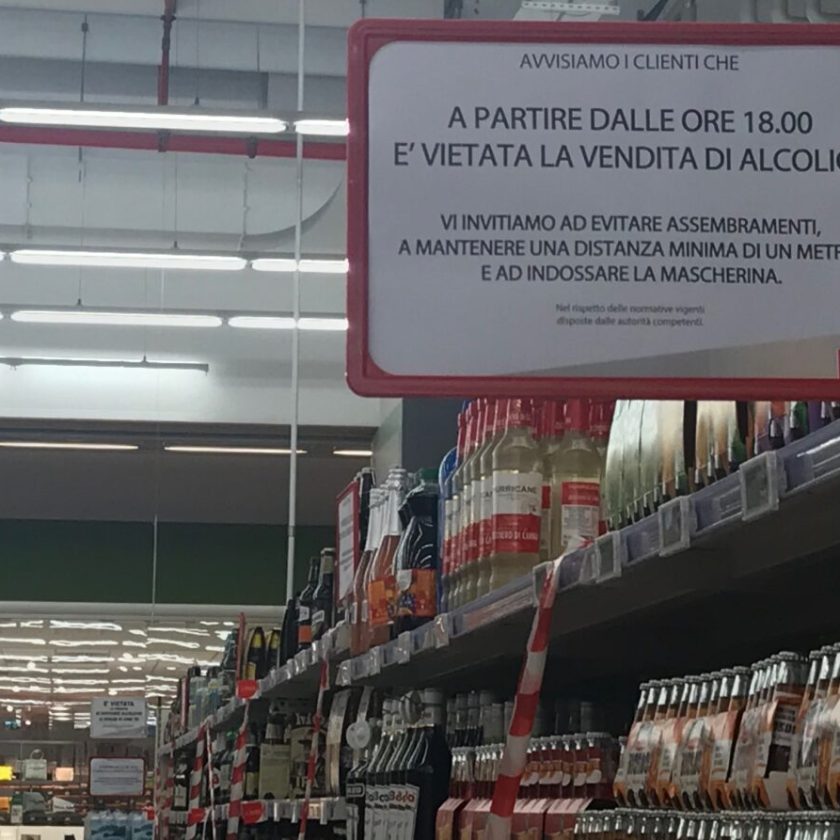 AVVISIAMO I CLIENTI CHE
A PARTIRE DALLE ORE 18.00
E' VIETATA LA VENDITA DI ALCOLIC
VI INVITIAMO AD EVITARE ASSEMBRAMENTI,
A MANTENERE UNA DISTANZA MINIMA DI UN METR
E AD INDOSSARE LA MASCHERINA.
Nel rispetto delle normative vigenti
disposte dalle autorità competenti.
E' VIETATA